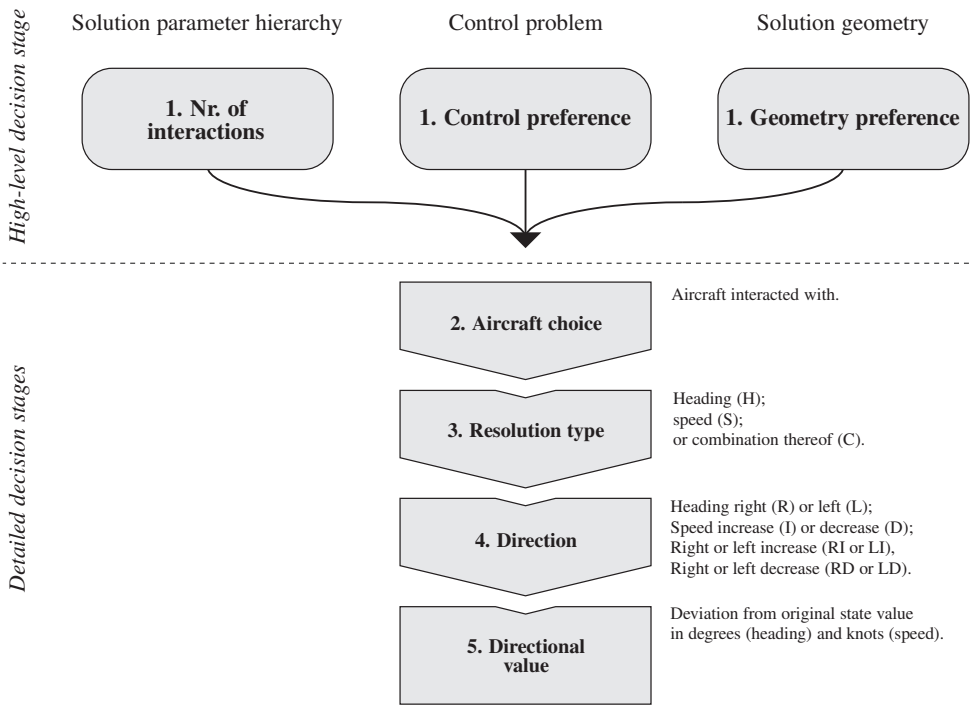 Solution parameter hierarchy
Control problem
Solution geometry
High-level decision stage
1. Nr. of
interactions
1. Control preference
1. Geometry preference
Detailed decision stages
2. Aircraft choice
Aircraft interacted with.
3. Resolution type
Heading (H);
speed (S);
or combination thereof (C).
4. Direction
Heading right (R) or left (L);
Speed increase (I) or decrease (D);
Right or left increase (RI or LI),
Right or left decrease (RD or LD).
5. Directional
value
Deviation from original state value
in degrees (heading) and knots (speed).